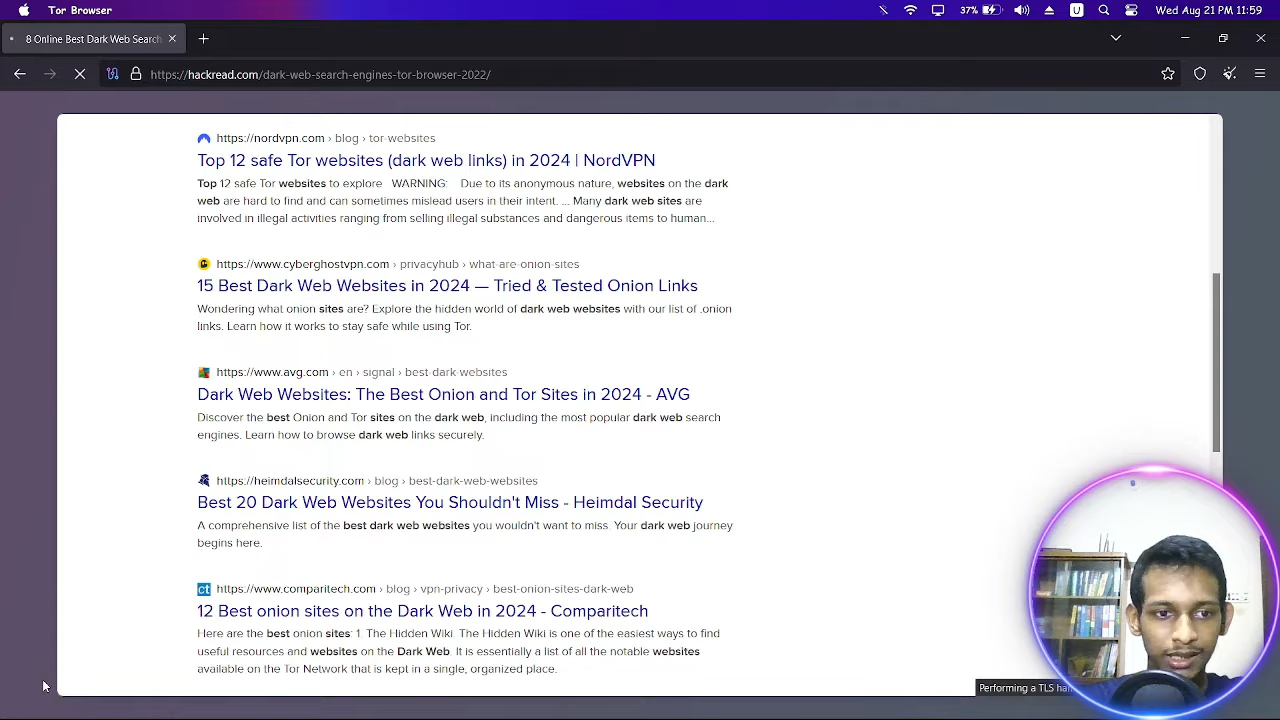 Tor Browser
37%
U
Wed Aug 21 PM 11:59
8 Online Best Dark Web Search
https://hackread.com/dark-web-search-engines-tor-browser-2022/
https://nordvpn.com › blog › tor-websites
Top 12 safe Tor websites (dark web links) in 2024 | NordVPN
Top 12 safe Tor websites to explore WARNING: Due to its anonymous nature, websites on the dark
web are hard to find and can sometimes mislead users in their intent. ... Many dark web sites are
involved in illegal activities ranging from selling illegal substances and dangerous items to human...
https://www.cyberghostvpn.com › privacyhub › what-are-onion-sites
15 Best Dark Web Websites in 2024 — Tried & Tested Onion Links
Wondering what onion sites are? Explore the hidden world of dark web websites with our list of .onion
links. Learn how it works to stay safe while using Tor.
https://www.avg.com › en › signal › best-dark-websites
Dark Web Websites: The Best Onion and Tor Sites in 2024 - AVG
Discover the best Onion and Tor sites on the dark web, including the most popular dark web search
engines. Learn how to browse dark web links securely.
https://heimdalsecurity.com › blog › best-dark-web-websites
Best 20 Dark Web Websites You Shouldn't Miss - Heimdal Security
A comprehensive list of the best dark web websites you wouldn't want to miss. Your dark web journey
begins here.
ct https://www.comparitech.com › blog › vpn-privacy › best-onion-sites-dark-web
12 Best onion sites on the Dark Web in 2024 - Comparitech
Here are the best onion sites: 1. The Hidden Wiki. The Hidden Wiki is one of the easiest ways to find
useful resources and websites on the Dark Web. It is essentially a list of all the notable websites
available on the Tor Network that is kept in a single, organized place.
Performing a TLS